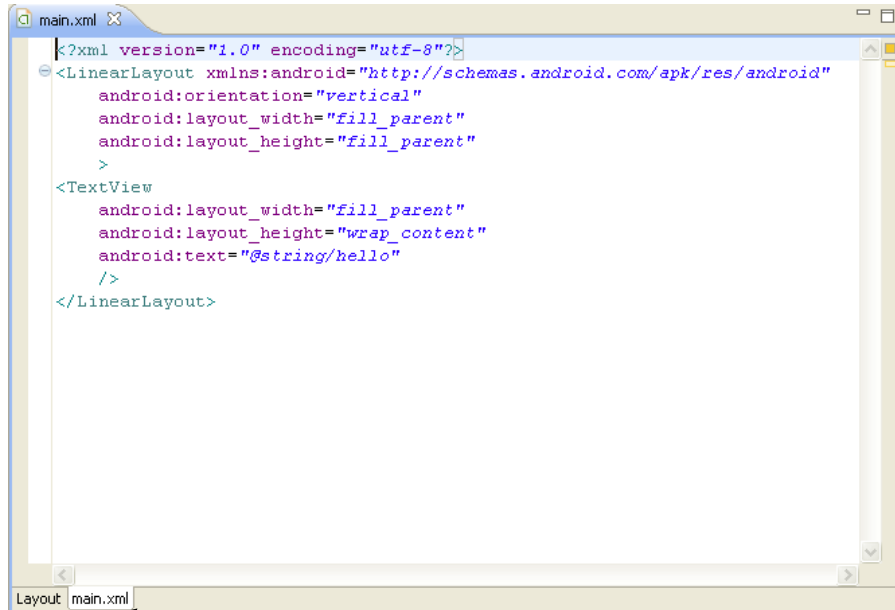 main.xml
<?xml version="1.0" encoding="utf-8"?>
<LinearLayout xmlns:android="http://schemas.android.com/apk/res/android"
    android:orientation="vertical"
    android:layout_width="fill_parent"
    android:layout_height="fill_parent"
    >
<TextView
    android:layout_width="fill_parent"
    android:layout_height="wrap_content"
    android:text="@string/hello"
    />
</LinearLayout>
Layout main.xml